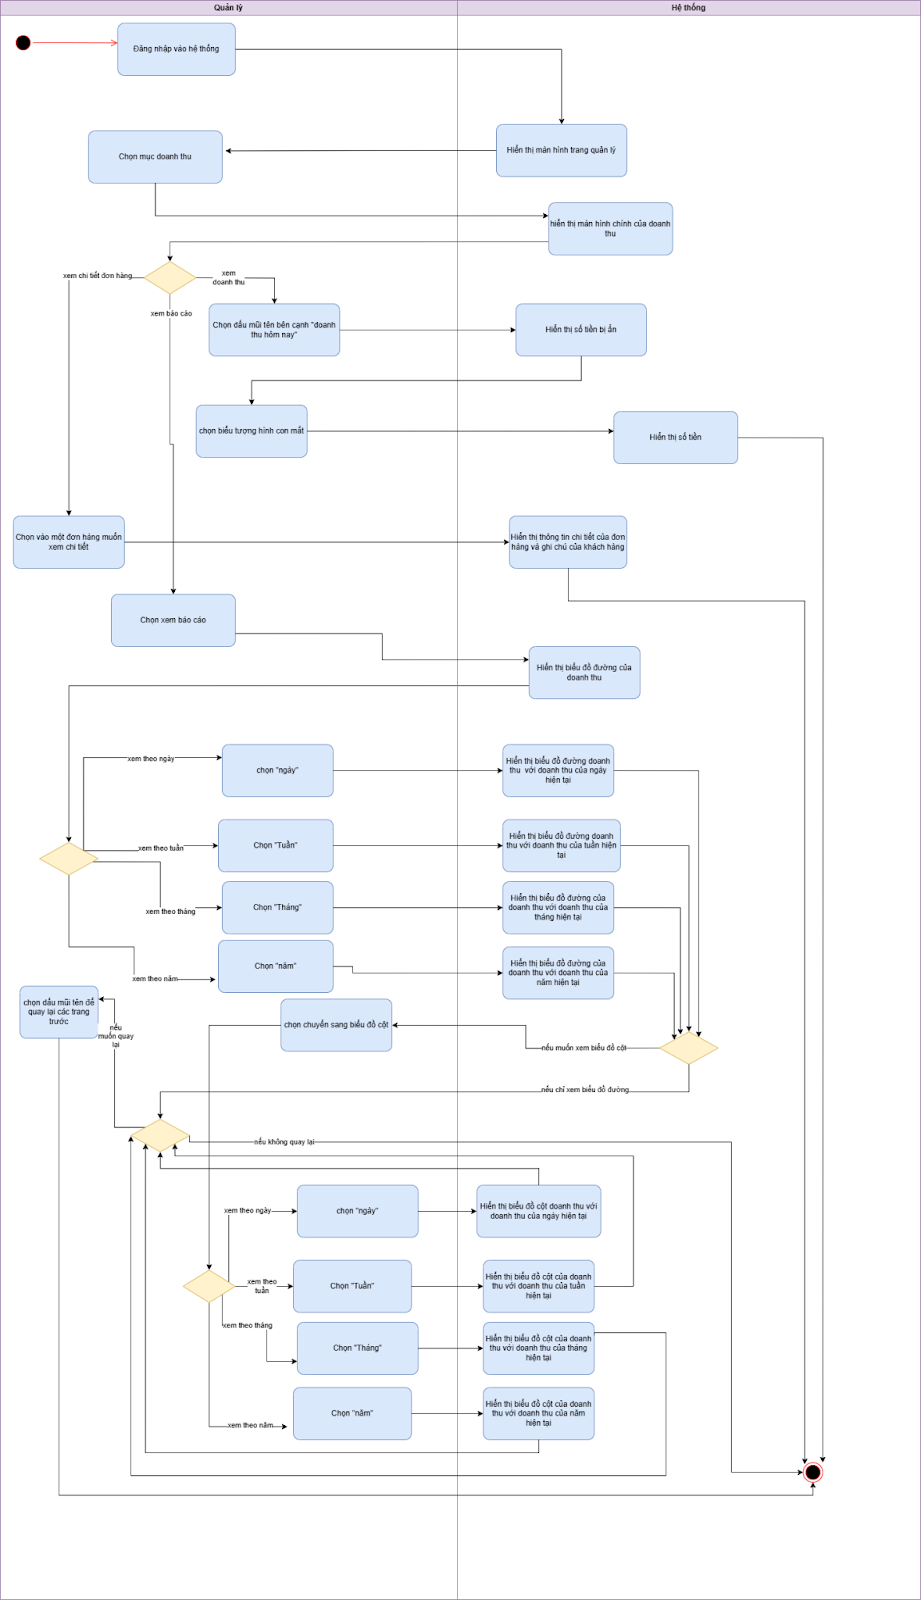 Quản lý
Hệ thống
Đăng nhập vào hệ thống
Hiển thị màn hình trang quản lý
Chọn mục doanh thu
hiển thị màn hình chính của doanh
thu
xem chi tiết đơn hàng
xem
doanh thu
xem báo cáo
Chọn dấu mũi tên bên cạnh "doanh
thu hôm nay"
Hiển thị số tiền bị ẩn
chọn biểu tượng hình con mắt
Hiển thị số tiền
Chọn vào một đơn hàng muốn
xem chi tiết
Hiển thị thông tin chi tiết của đơn
hàng và ghi chú của khách hàng
Chọn xem báo cáo
Hiển thị biểu đồ đường của
doanh thu
xem theo ngày
chọn "ngày"
Hiển thị biểu đồ đường doanh
thu với doanh thu của ngày
hiện tại
xem theo tuần
Chọn "Tuần"
Hiển thị biểu đồ đường doanh
thu với doanh thu của tuần hiện
tại
xem theo tháng
Chọn "Tháng"
Hiển thị biểu đồ đường của
doanh thu với doanh thu của
tháng hiện tại
xem theo năm
Chọn "năm"
Hiển thị biểu đồ đường của
doanh thu với doanh thu của
năm hiện tại
chọn dấu mũi tên để
quay lại các trang
trước
nếu
muốn quay
lại
chọn chuyển sang biểu đồ cột
nếu muốn xem biểu đồ cột
nếu chỉ xem biểu đồ đường
nếu không quay lại
xem theo ngày
chọn "ngày"
Hiển thị biểu đồ cột doanh thu với
doanh thu của ngày hiện tại
xem theo
tuần
Chọn "Tuần"
Hiển thị biểu đồ cột của doanh
thu với doanh thu của tuần
hiện tại
xem theo tháng
Chọn "Tháng"
Hiển thị biểu đồ cột của doanh
thu với doanh thu của tháng
hiện tại
xem theo năm
Chọn "năm"
Hiển thị biểu đồ cột của doanh
thu với doanh thu của năm
hiện tại